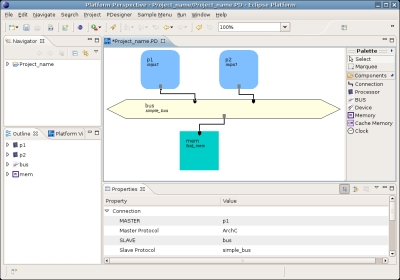 Platform Perspective - Project_name/Project_name.PD - Eclipse Platform
File Edit Navigate Search Project PDesigner Sample Menu Run Window Help
100%
Navigator
Project_name
*Project_name.PD
p1
p2
bus
simple_bus
mem
Palette
Select
Marquee
Components
Connection
Processor
BUS
Device
Memory
Cache Memory
Clock
Outline Platform Vi
p1
p2
bus
mem
Properties
Property Value
Connection
MASTER p1
Master Protocol ArchC
SLAVE bus
Slave Protocol simple_bus